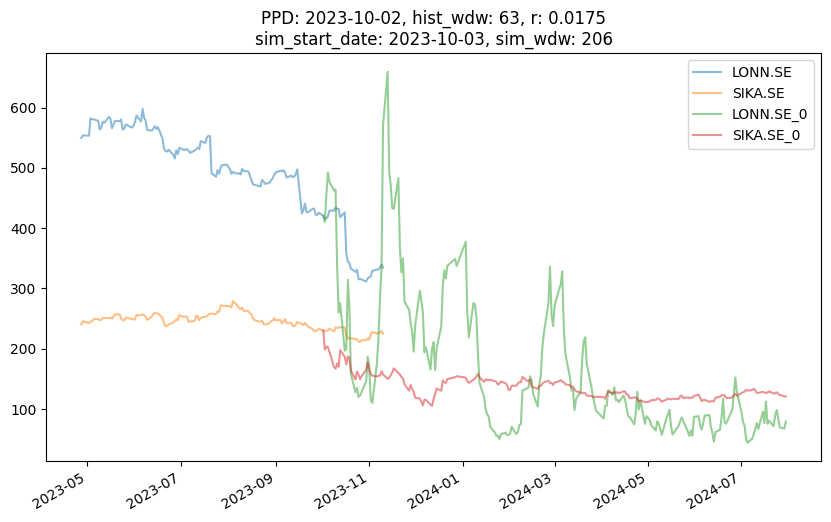 PPD: 2023-10-02, hist_wdw: 63, r: 0.0175
sim_start_date: 2023-10-03, sim_wdw: 206
LONN.SE
SIKA.SE
LONN.SE_0
SIKA.SE_0
600
500
400
300
200
100
2023-05
2023-07
2023-09
2023-11
2024-01
2024-03
2024-05
2024-07